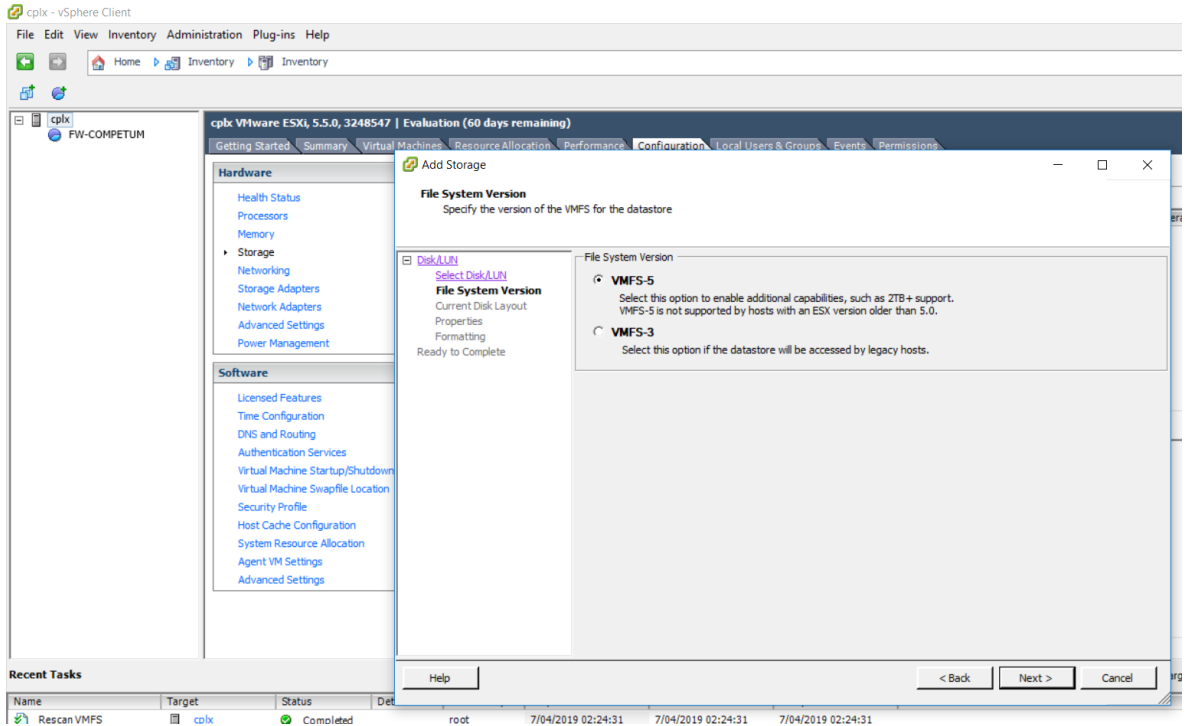 cplx - vSphere Client
File Edit View Inventory Administration Plug-ins Help
Home Inventory Inventory
cplx
FW-COMPETUM
cplx VMware ESXi, 5.5.0, 3248547 | Evaluation (60 days remaining)
Getting Started Summary Virtual Machines Resource Allocation Performance Configuration Local Users & Groups Events Permissions
Hardware
Health Status
Processors
Memory
Storage
Networking
Storage Adapters
Network Adapters
Advanced Settings
Power Management
Software
Licensed Features
Time Configuration
DNS and Routing
Authentication Services
Virtual Machine Startup/Shutdown
Virtual Machine Swapfile Location
Security Profile
Host Cache Configuration
System Resource Allocation
Agent VM Settings
Advanced Settings
Add Storage
File System Version
Specify the version of the VMFS for the datastore
Disk/LUN
Select Disk/LUN
File System Version
Current Disk Layout
Properties
Formatting
Ready to Complete
File System Version
VMFS-5
Select this option to enable additional capabilities, such as 2TB+ support.
VMFS-5 is not supported by hosts with an ESX version older than 5.0.
VMFS-3
Select this option if the datastore will be accessed by legacy hosts.
Help < Back Next > Cancel
Recent Tasks
Name Target Status Det
Rescan VMFS cplx Completed root 7/04/2019 02:24:31 7/04/2019 02:24:31 7/04/2019 02:24:31